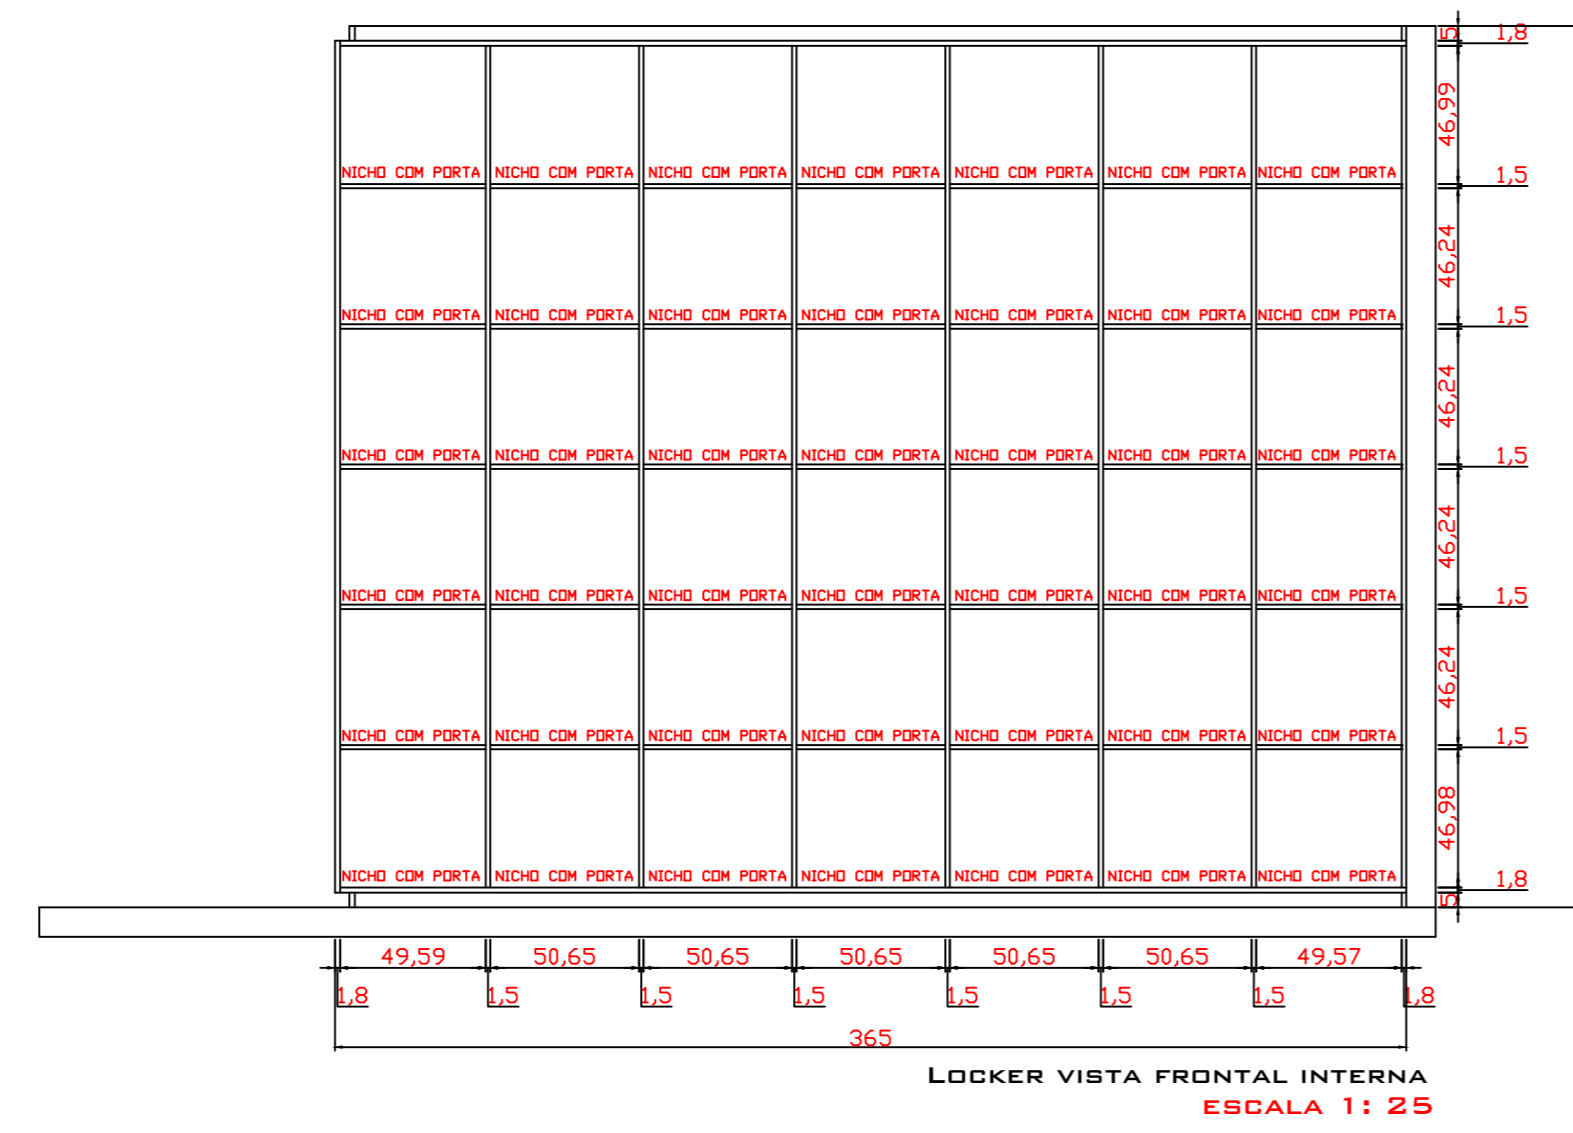 5 1,8
46,99
NICHO COM PORTA NICHO COM PORTA NICHO COM PORTA NICHO COM PORTA NICHO COM PORTA NICHO COM PORTA NICHO COM PORTA
1,5
46,24
NICHO COM PORTA NICHO COM PORTA NICHO COM PORTA NICHO COM PORTA NICHO COM PORTA NICHO COM PORTA NICHO COM PORTA
1,5
46,24
NICHO COM PORTA NICHO COM PORTA NICHO COM PORTA NICHO COM PORTA NICHO COM PORTA NICHO COM PORTA NICHO COM PORTA
1,5
46,24
NICHO COM PORTA NICHO COM PORTA NICHO COM PORTA NICHO COM PORTA NICHO COM PORTA NICHO COM PORTA NICHO COM PORTA
1,5
46,24
NICHO COM PORTA NICHO COM PORTA NICHO COM PORTA NICHO COM PORTA NICHO COM PORTA NICHO COM PORTA NICHO COM PORTA
1,5
46,98
NICHO COM PORTA NICHO COM PORTA NICHO COM PORTA NICHO COM PORTA NICHO COM PORTA NICHO COM PORTA NICHO COM PORTA
1,8
5
49,59 50,65 50,65 50,65 50,65 50,65 49,57
1,8 1,5 1,5 1,5 1,5 1,5 1,5 1,8
365
LOCKER VISTA FRONTAL INTERNA
ESCALA 1: 25